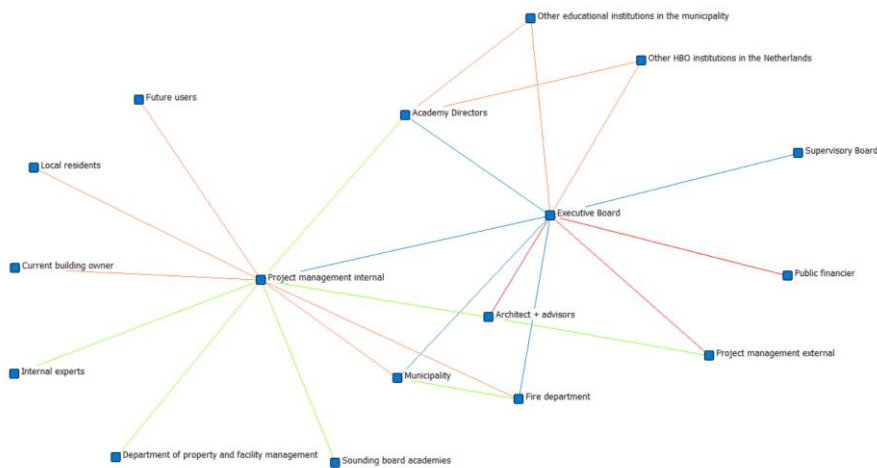 Other educational institutions in the municipality
Other HBO institutions in the Netherlands
Future users
Academy Directors
Supervisory Board
Local residents
Executive Board
Current building owner
Project management internal
Public financier
Architect + advisors
Project management external
Internal experts
Municipality
Fire department
Department of property and facility management
Sounding board academies